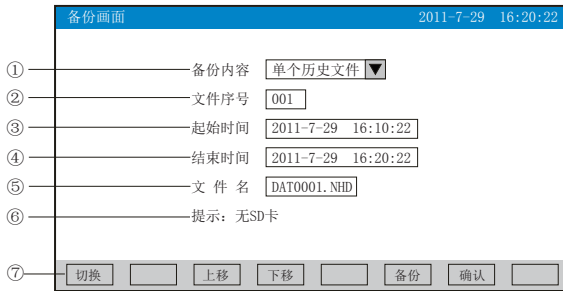 备份画面 2011-7-29 16:20:22
① 备份内容 单个历史文件
② 文件序号 001
③ 起始时间 2011-7-29 16:10:22
④ 结束时间 2011-7-29 16:20:22
⑤ 文 件 名 DAT0001.NHD
⑥ 提示：无SD卡
⑦ 切换 上移 下移 备份 确认